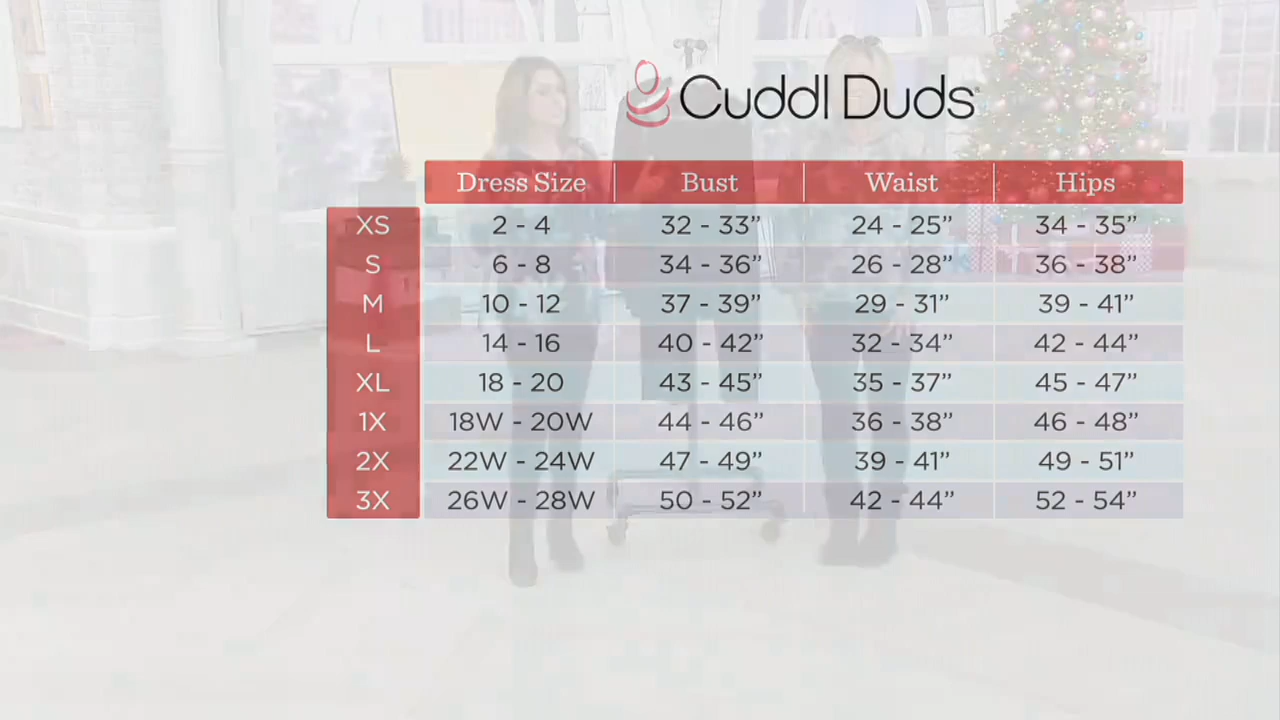 Cuddl Duds
Dress Size Bust Waist Hips
XS 2 - 4 32 - 33” 24 - 25” 34 - 35”
S 6 - 8 34 - 36” 26 - 28” 36 - 38”
M 10 - 12 37 - 39” 29 - 31” 39 - 41”
L 14 - 16 40 - 42” 32 - 34” 42 - 44”
XL 18 - 20 43 - 45” 35 - 37” 45 - 47”
1X 18W - 20W 44 - 46” 36 - 38” 46 - 48”
2X 22W - 24W 47 - 49” 39 - 41” 49 - 51”
3X 26W - 28W 50 - 52” 42 - 44” 52 - 54”